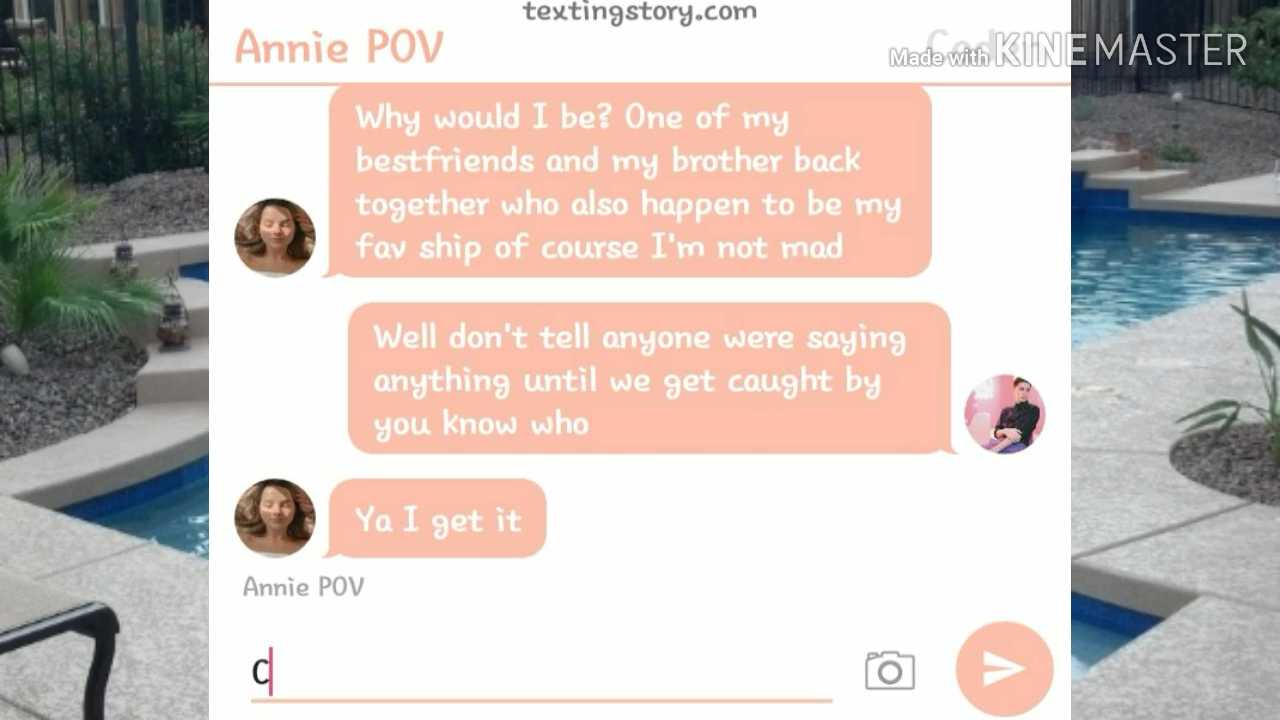 textingstory.com
Annie POV
Made with KINEMASTER
Why would I be? One of my
bestfriends and my brother back
together who also happen to be my
fav ship of course I'm not mad
Well don't tell anyone were saying
anything until we get caught by
you know who
Ya I get it
Annie POV
C